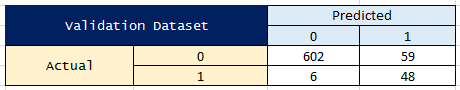 Validation Dataset Predicted
0 1
Actual 0 602 59
1 6 48